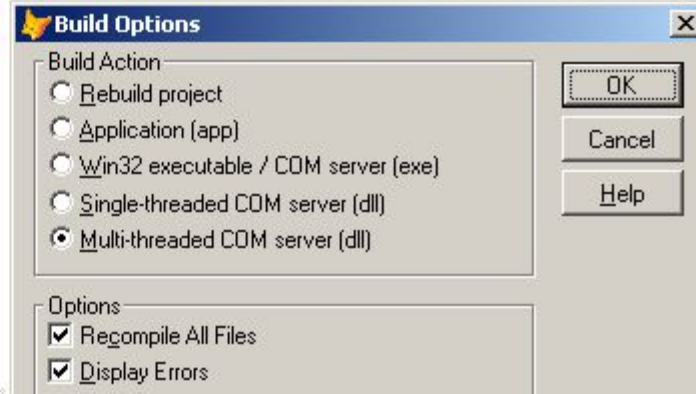 Build Options
Build Action
Rebuild project
Application (app)
Win32 executable / COM server (exe)
Single-threaded COM server (dll)
Multi-threaded COM server (dll)
OK
Cancel
Help
Options
Recompile All Files
Display Errors